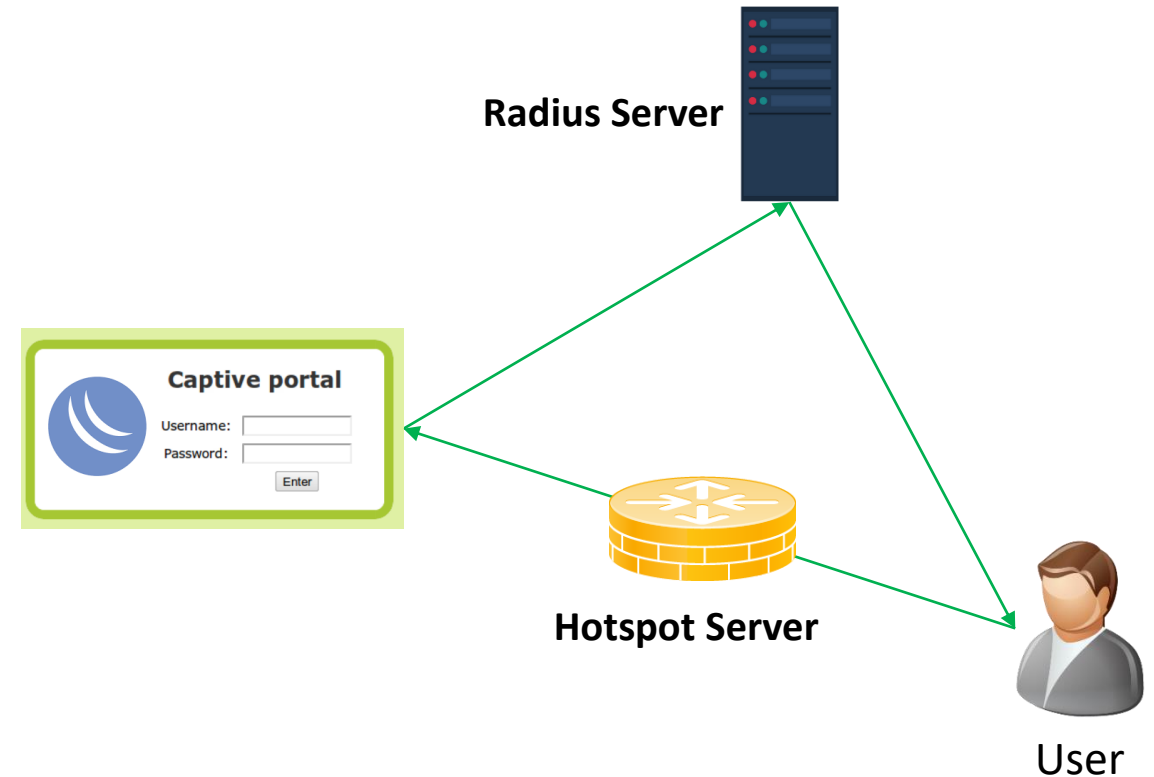 Radius Server
Captive portal
Username:
Password:
Enter
Hotspot Server
User